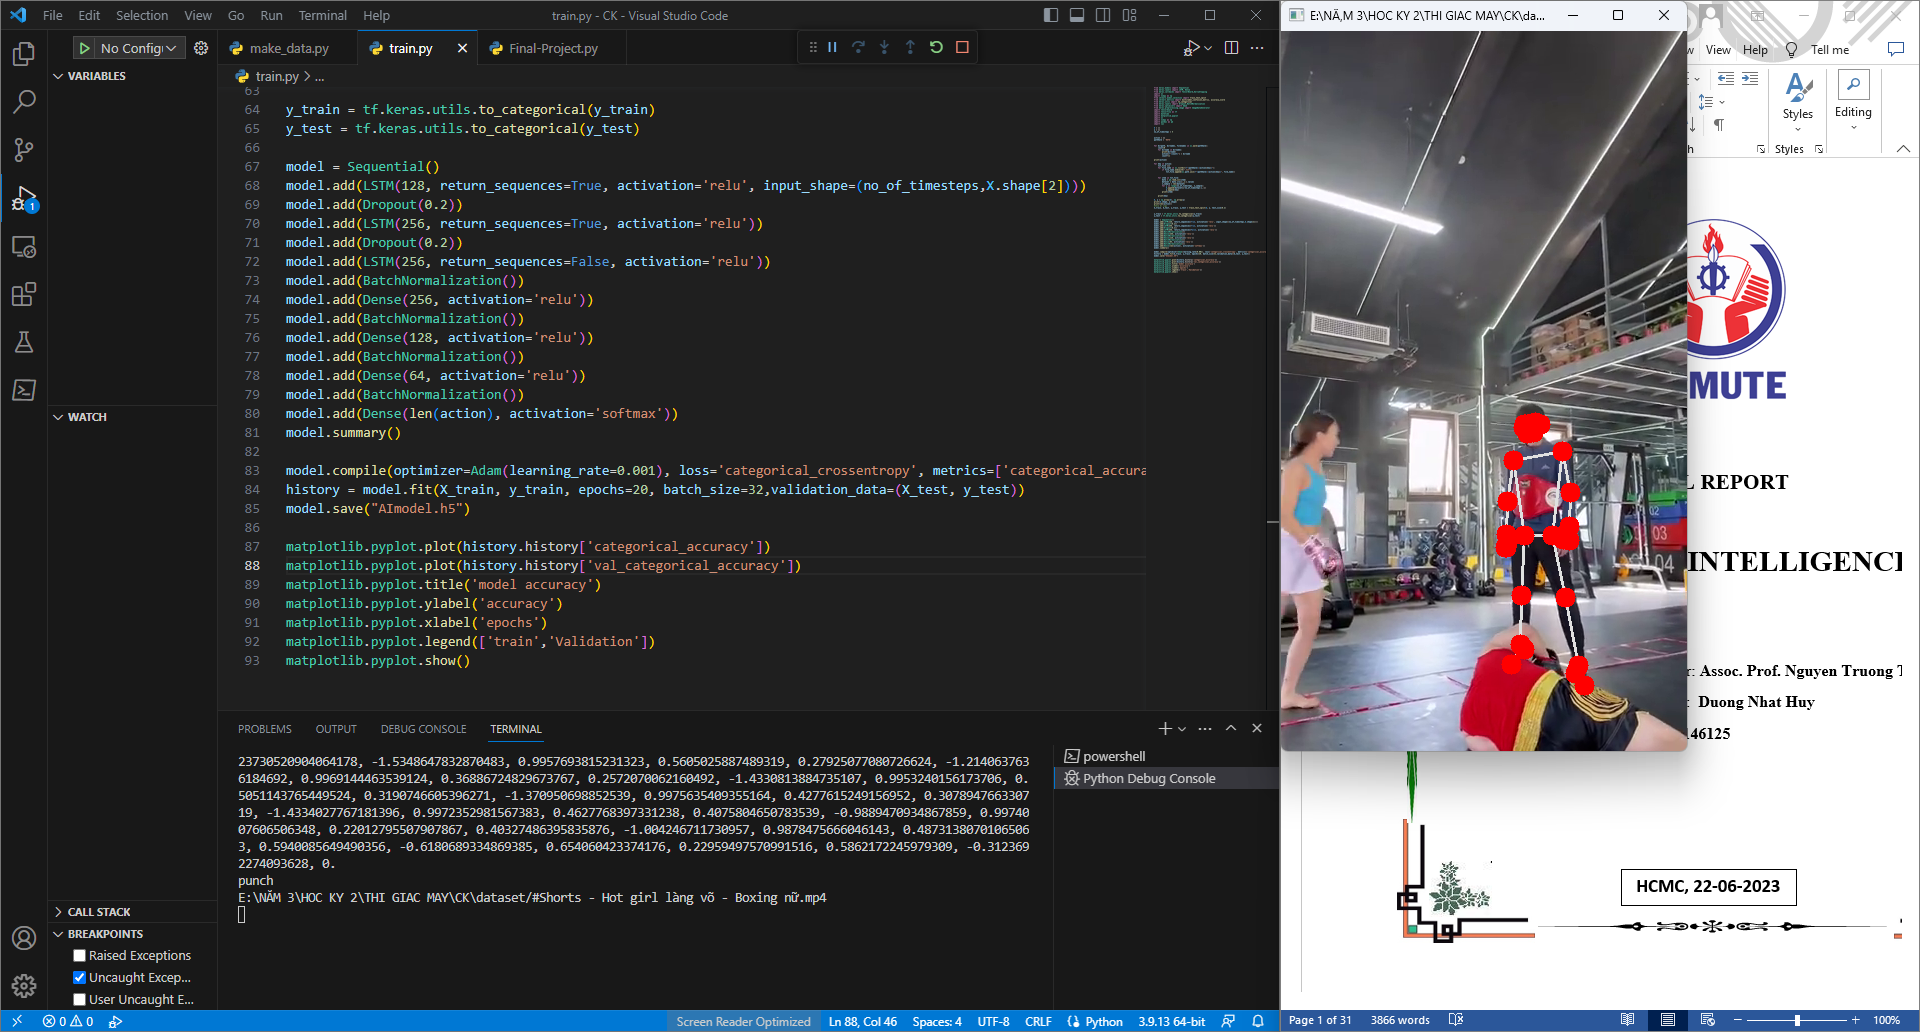 File Edit Selection View Go Run Terminal Help
train.py - CK - Visual Studio Code
No Config
make_data.py
train.py
Final-Project.py
train.py > ...
VARIABLES
WATCH
CALL STACK
BREAKPOINTS
Raised Exceptions
Uncaught Excep...
User Uncaught E...
63
64 y_train = tf.keras.utils.to_categorical(y_train)
65 y_test = tf.keras.utils.to_categorical(y_test)
66
67 model = Sequential()
68 model.add(LSTM(128, return_sequences=True, activation='relu', input_shape=(no_of_timesteps,X.shape[2])))
69 model.add(Dropout(0.2))
70 model.add(LSTM(256, return_sequences=True, activation='relu'))
71 model.add(Dropout(0.2))
72 model.add(LSTM(256, return_sequences=False, activation='relu'))
73 model.add(BatchNormalization())
74 model.add(Dense(256, activation='relu'))
75 model.add(BatchNormalization())
76 model.add(Dense(128, activation='relu'))
77 model.add(BatchNormalization())
78 model.add(Dense(64, activation='relu'))
79 model.add(BatchNormalization())
80 model.add(Dense(len(action), activation='softmax'))
81 model.summary()
82
83 model.compile(optimizer=Adam(learning_rate=0.001), loss='categorical_crossentropy', metrics=['categorical_accura
84 history = model.fit(X_train, y_train, epochs=20, batch_size=32,validation_data=(X_test, y_test))
85 model.save("AImodel.h5")
86
87 matplotlib.pyplot.plot(history.history['categorical_accuracy'])
88 matplotlib.pyplot.plot(history.history['val_categorical_accuracy'])
89 matplotlib.pyplot.title('model accuracy')
90 matplotlib.pyplot.ylabel('accuracy')
91 matplotlib.pyplot.xlabel('epochs')
92 matplotlib.pyplot.legend(['train','Validation'])
93 matplotlib.pyplot.show()
PROBLEMS OUTPUT DEBUG CONSOLE TERMINAL
23730520904064178, -1.5348647832870483, 0.9957693815231323, 0.5605025887489319, 0.27925077080726624, -1.214063763
6184692, 0.9969144463539124, 0.36886724829673767, 0.2572070062160492, -1.4330813884735107, 0.9953240156173706, 0.
5051143765449524, 0.3190746605396271, -1.370950698852539, 0.9975635409355164, 0.4277615249156952, 0.3078947663307
19, -1.4334027767181396, 0.9972352981567383, 0.4627768397331238, 0.4075804650783539, -0.9889470934867859, 0.9974
007606506348, 0.22012795507907867, 0.40327486395835876, -1.004246711730957, 0.9878475666046143, 0.4873138070106506
3, 0.5940085649490356, -0.6180689334869385, 0.654060423374176, 0.22959497570991516, 0.5862172245979309, -0.312369
2274093628, 0.
punch
E:\NĂM 3\HOC KY 2\THI GIAC MAY\CK\dataset/#Shorts - Hot girl làng võ - Boxing nữ.mp4
powershell
Python Debug Console
1
0 0
Screen Reader Optimized Ln 88, Col 46 Spaces: 4 UTF-8 CRLF Python 3.9.13 64-bit
E:\NÄ‚M 3\HOC KY 2\THI GIAC MAY\CK\da...
02
03
04
w View Help Tell me
Styles
Editing
Styles
MUTE
L REPORT
INTELLIGENC
r: Assoc. Prof. Nguyen Truong T
: Duong Nhat Huy
146125
HCMC, 22-06-2023
Page 1 of 31 3866 words
100%